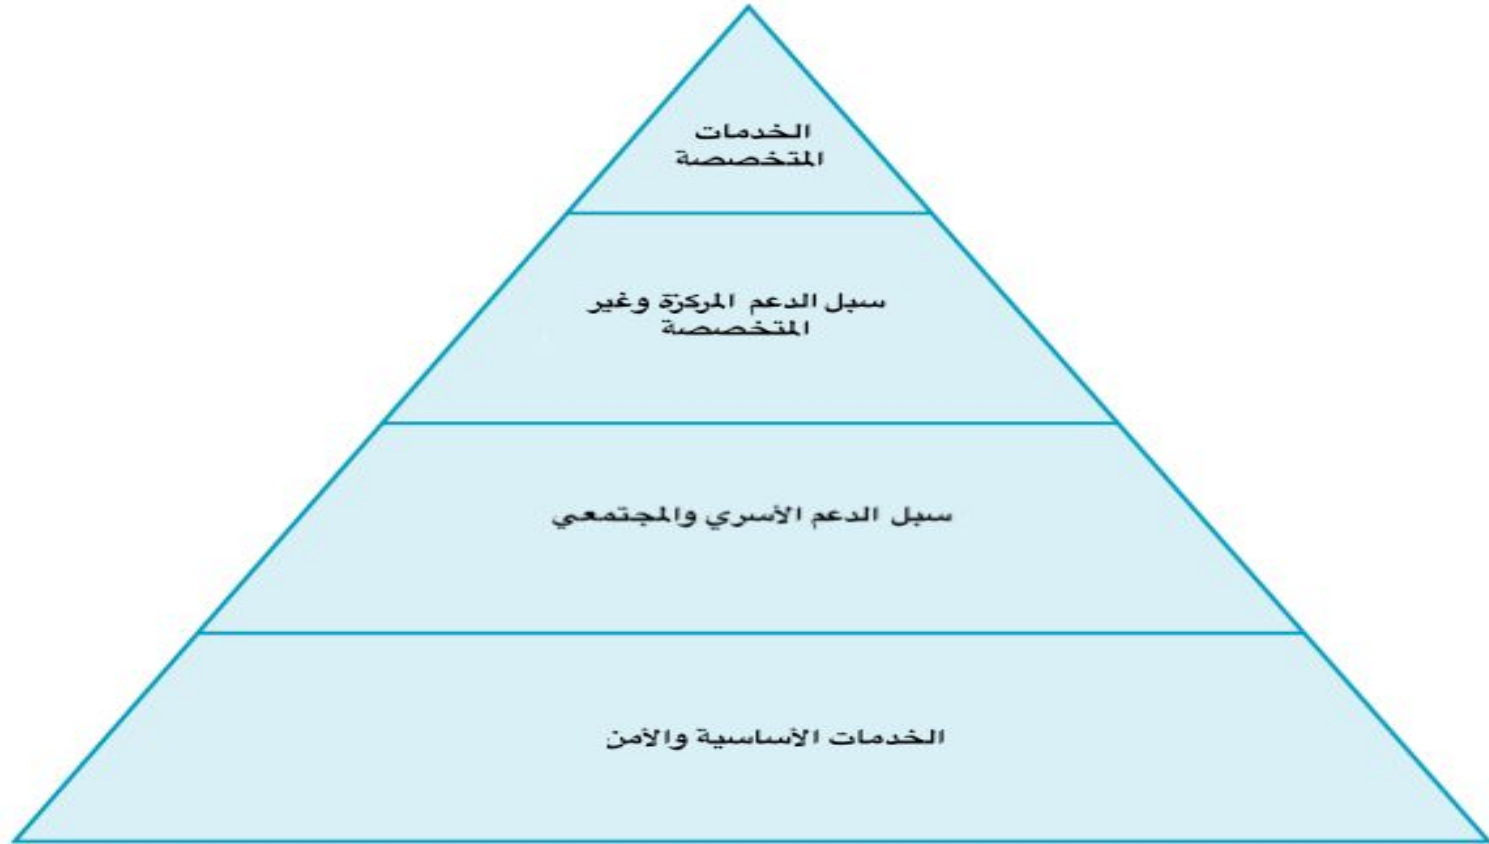 الخدمات
المتخصصة
سبل الدعم المركزة وغير
المتخصصة
سبل الدعم الأسري والمجتمعي
الخدمات الأساسية والأمن